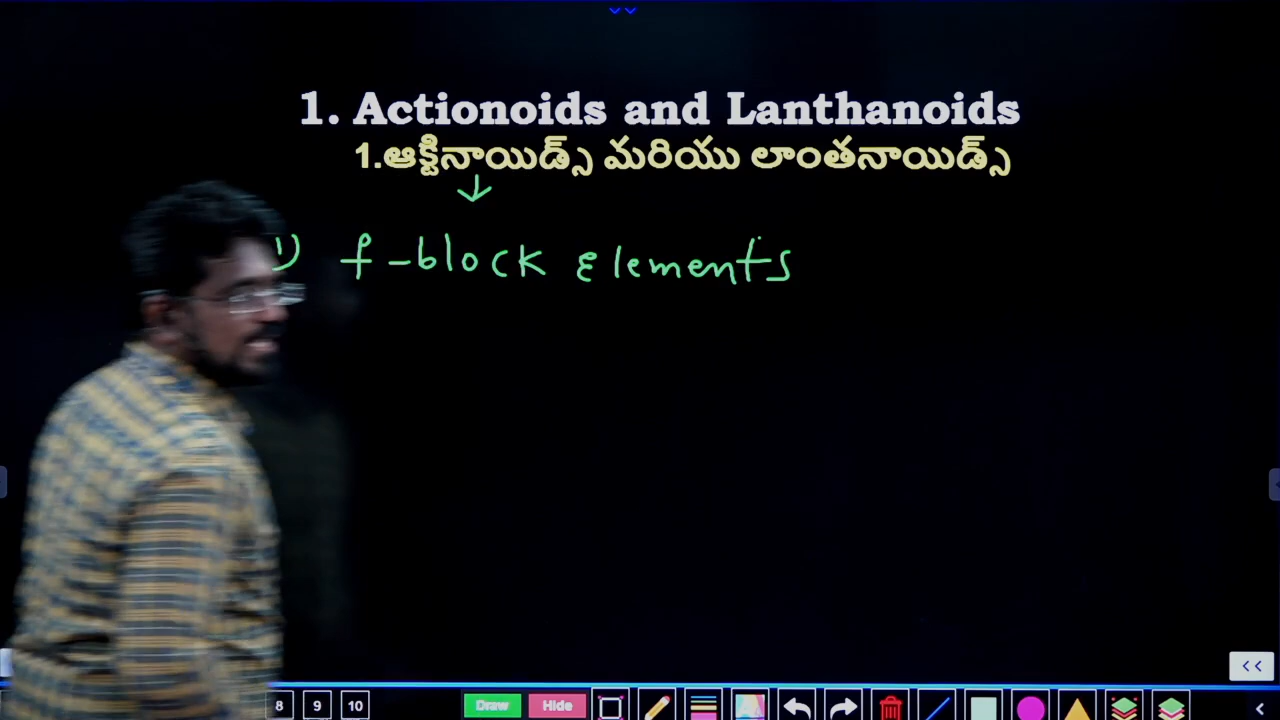 1. Actionoids and Lanthanoids
1.ఆక్టినాయిడ్స్ మరియు లాంతనాయిడ్స్
1) f-block Elements
8 9 10 Draw Hide